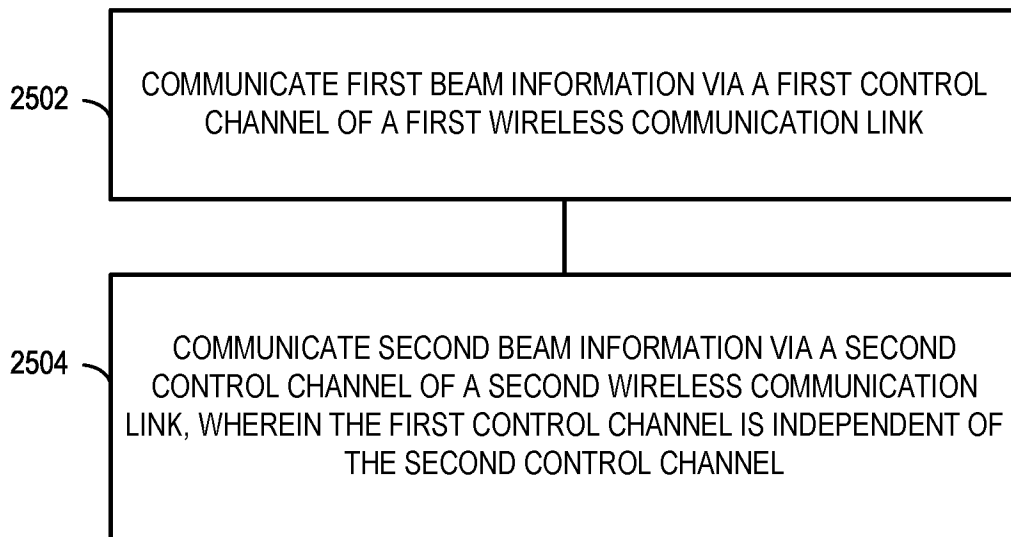 2502
COMMUNICATE FIRST BEAM INFORMATION VIA A FIRST CONTROL
CHANNEL OF A FIRST WIRELESS COMMUNICATION LINK
2504
COMMUNICATE SECOND BEAM INFORMATION VIA A SECOND
CONTROL CHANNEL OF A SECOND WIRELESS COMMUNICATION
LINK, WHEREIN THE FIRST CONTROL CHANNEL IS INDEPENDENT OF
THE SECOND CONTROL CHANNEL